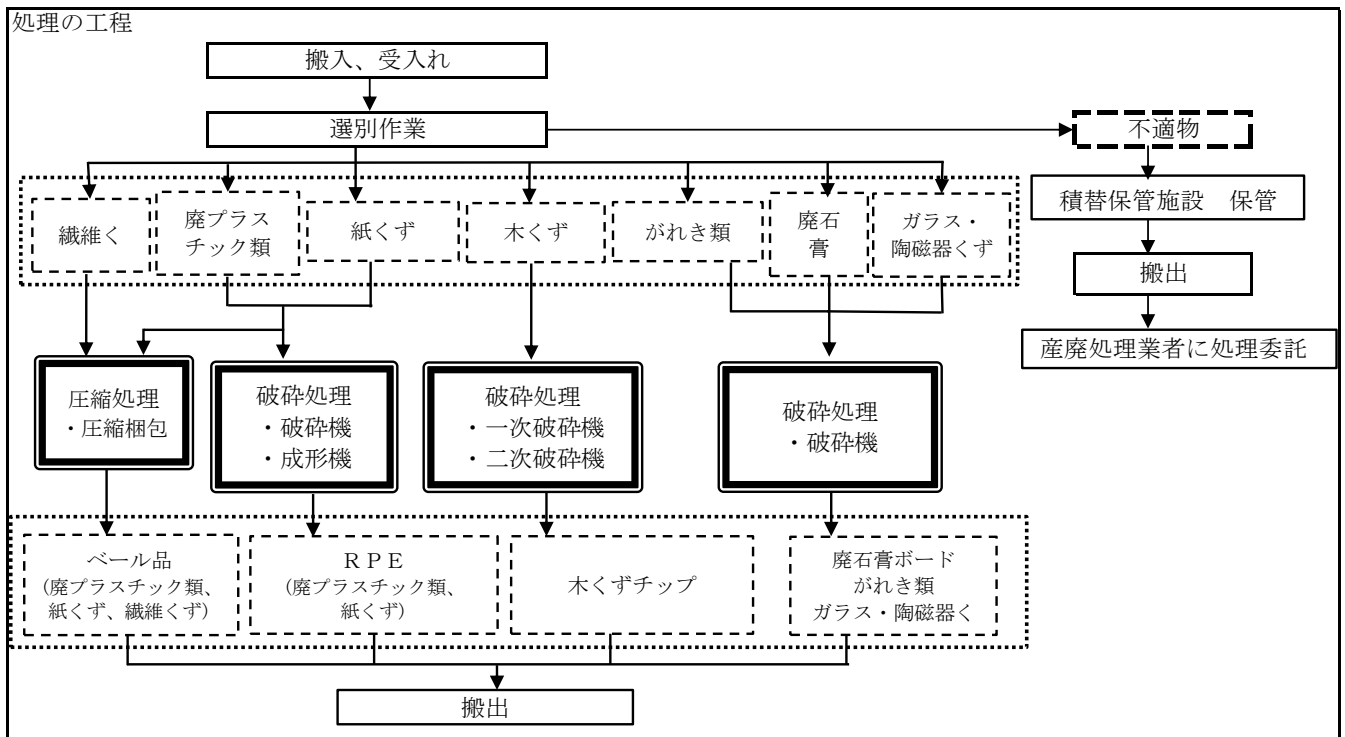 処理の工程
搬入、受入れ
選別作業
不適物
積替保管施設　保管
搬出
産廃処理業者に処理委託
繊維く
廃プラス
チック類
紙くず
木くず
がれき類
廃石
膏
ガラス・
陶磁器くず
圧縮処理
・圧縮梱包
破砕処理
・破砕機
・成形機
破砕処理
・一次破砕機
・二次破砕機
破砕処理
・破砕機
ベール品
(廃プラスチック類、
紙くず、繊維くず)
ＲＰＥ
(廃プラスチック類、
紙くず)
木くずチップ
廃石膏ボード
がれき類
ガラス・陶磁器く
搬出